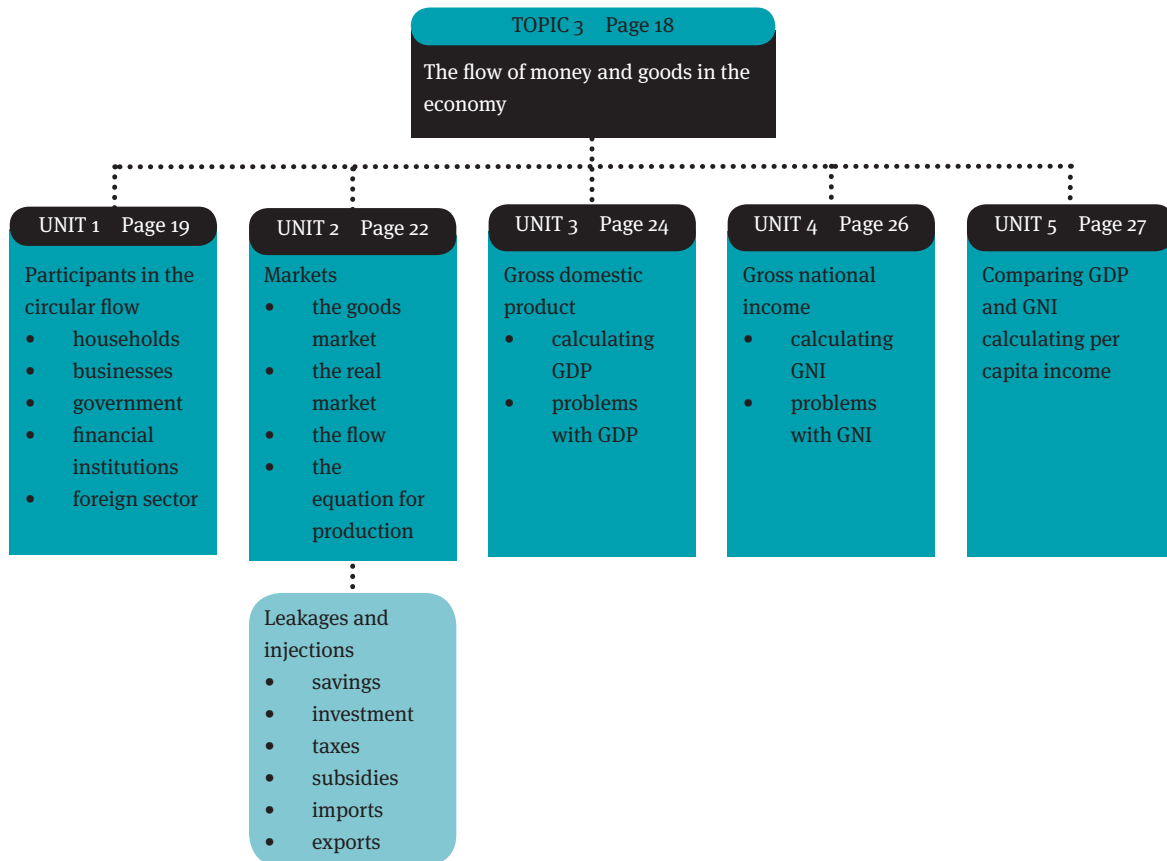 TOPIC 3 Page 18
The flow of money and goods in the
economy
UNIT 1 Page 19
Participants in the
circular flow
• households
• businesses
• government
• financial
institutions
• foreign sector
UNIT 2 Page 22
Markets
• the goods
market
• the real
market
• the flow
• the
equation for
production
Leakages and
injections
• savings
• investment
• taxes
• subsidies
• imports
• exports
UNIT 3 Page 24
Gross domestic
product
• calculating
GDP
• problems
with GDP
UNIT 4 Page 26
Gross national
income
• calculating
GNI
• problems
with GNI
UNIT 5 Page 27
Comparing GDP
and GNI
calculating per
capita income